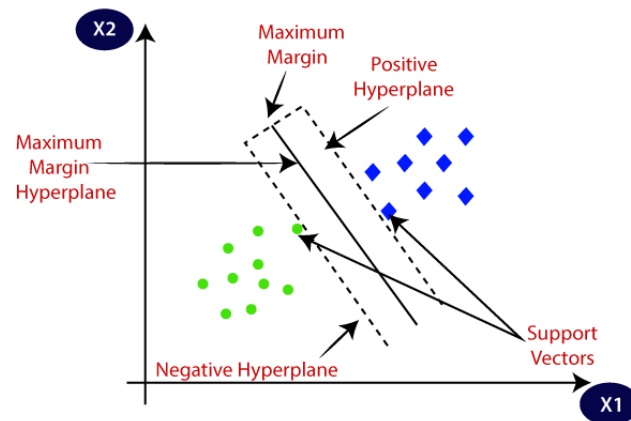 X2
Maximum
Margin
Positive
Hyperplane
Maximum
Margin
Hyperplane
Support
Vectors
Negative Hyperplane
X1